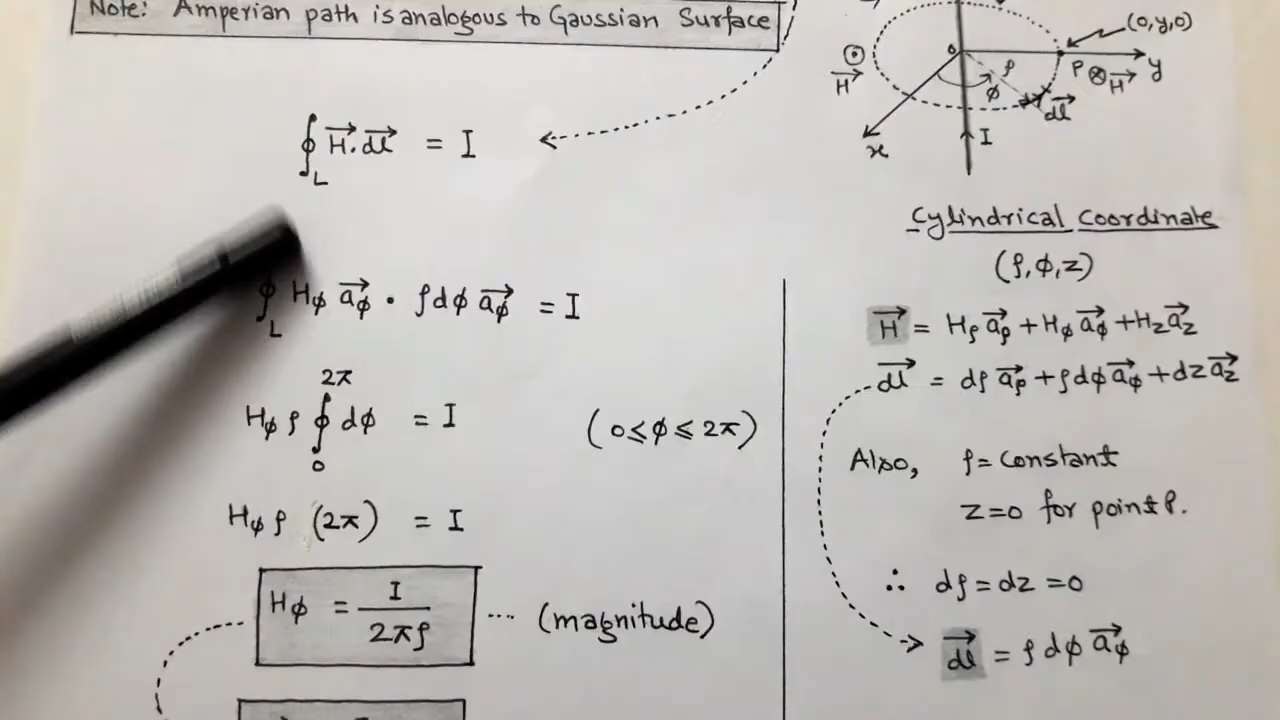 Note: Amperian path is analogous to Gaussian Surface
∮_L H⃗.dl⃗ = I
∮_L Hϕ a⃗ϕ • ρdϕ a⃗ϕ = I
Hϕ ρ ∮₀^2π dϕ = I (0≤ϕ≤2π)
Hϕ ρ (2π) = I
Hϕ = I / 2πρ .... (magnitude)
(0,y,0)
H⃗
o
ρ
P
H⃗
y
ϕ
dl⃗
x
I
Cylindrical Coordinate
(ρ,ϕ,z)
H⃗ = Hρ a⃗ρ + Hϕ a⃗ϕ + Hz a⃗z
dl⃗ = dρ a⃗ρ + ρdϕ a⃗ϕ + dz a⃗z
Also, ρ = constant
z=0 for point P.
∴ dρ = dz = 0
dl⃗ = ρ dϕ a⃗ϕ